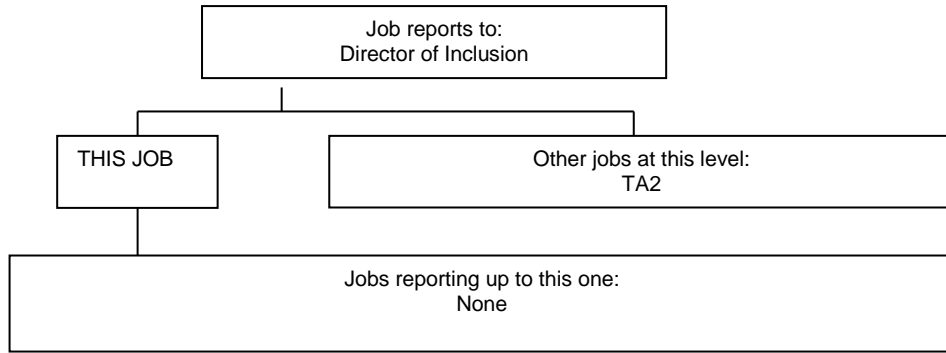 Job reports to:
Director of Inclusion
THIS JOB
Other jobs at this level:
TA2
Jobs reporting up to this one:
None